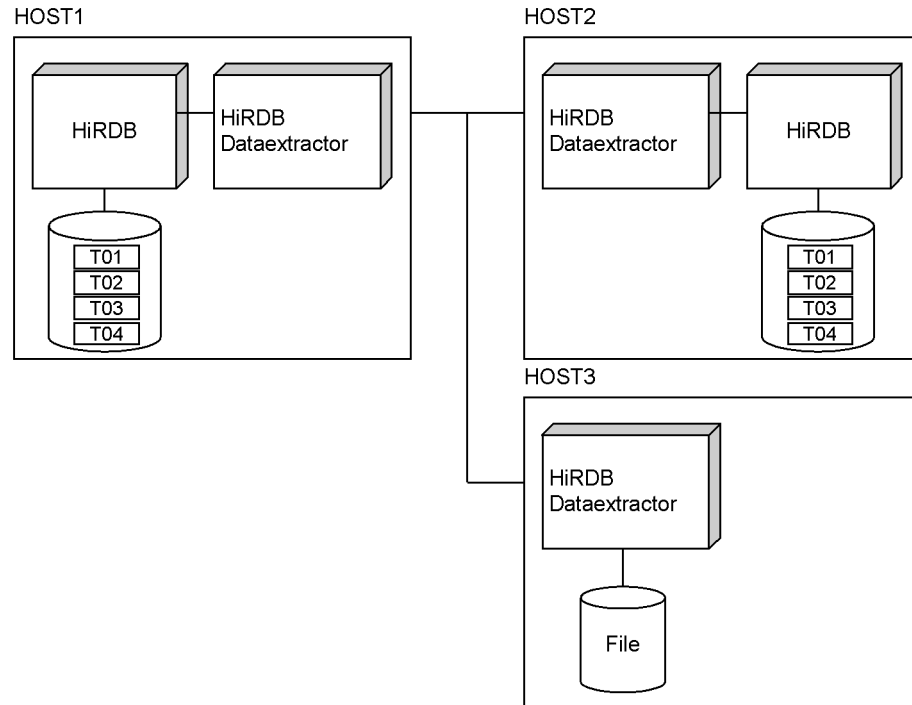 HOST1
HiRDB
HiRDB
Dataextractor
T01
T02
T03
T04
HOST2
HiRDB
Dataextractor
HiRDB
T01
T02
T03
T04
HOST3
HiRDB
Dataextractor
File